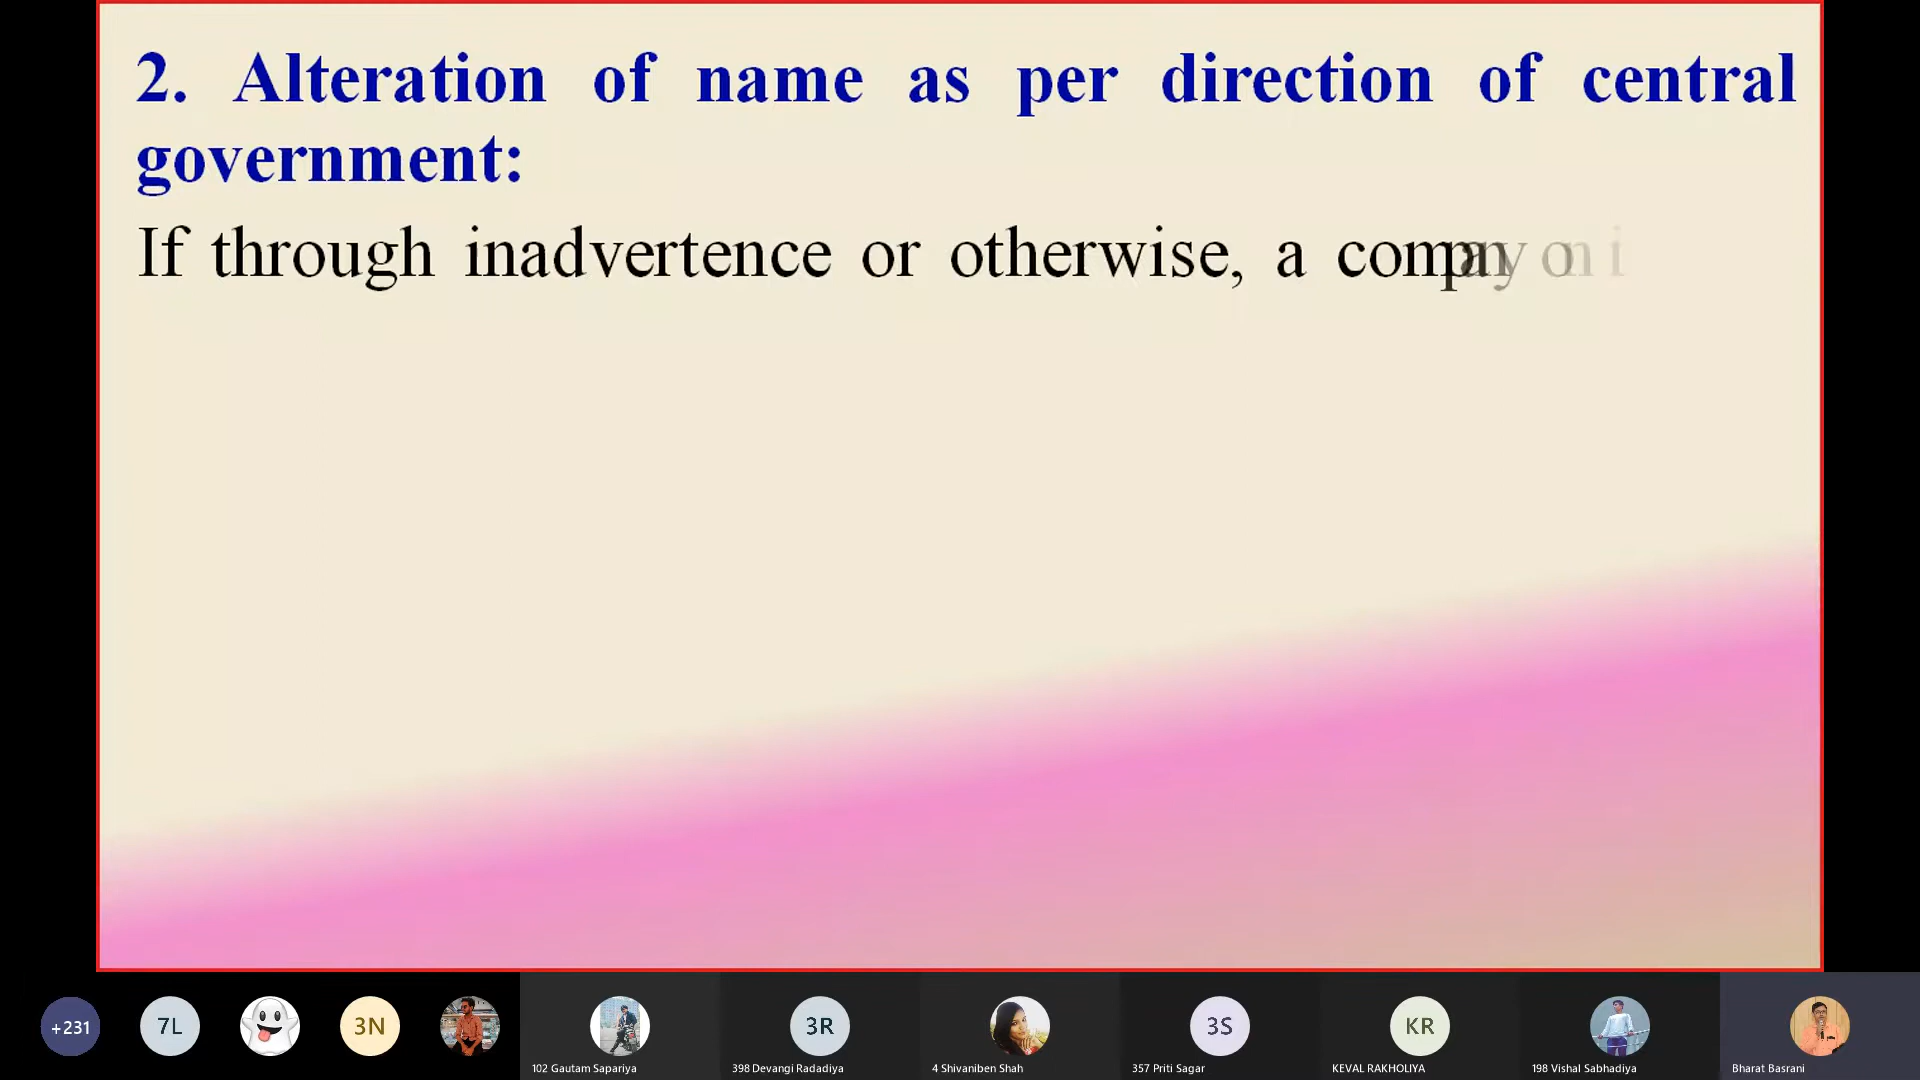 2. Alteration of name as per direction of central
government:
If through inadvertence or otherwise, a company on i
+231
7L
3N
3R
3S
KR
102 Gautam Sapariya
398 Devangi Radadiya
4 Shivaniben Shah
357 Priti Sagar
KEVAL RAKHOLIYA
198 Vishal Sabhadiya
Bharat Basrani